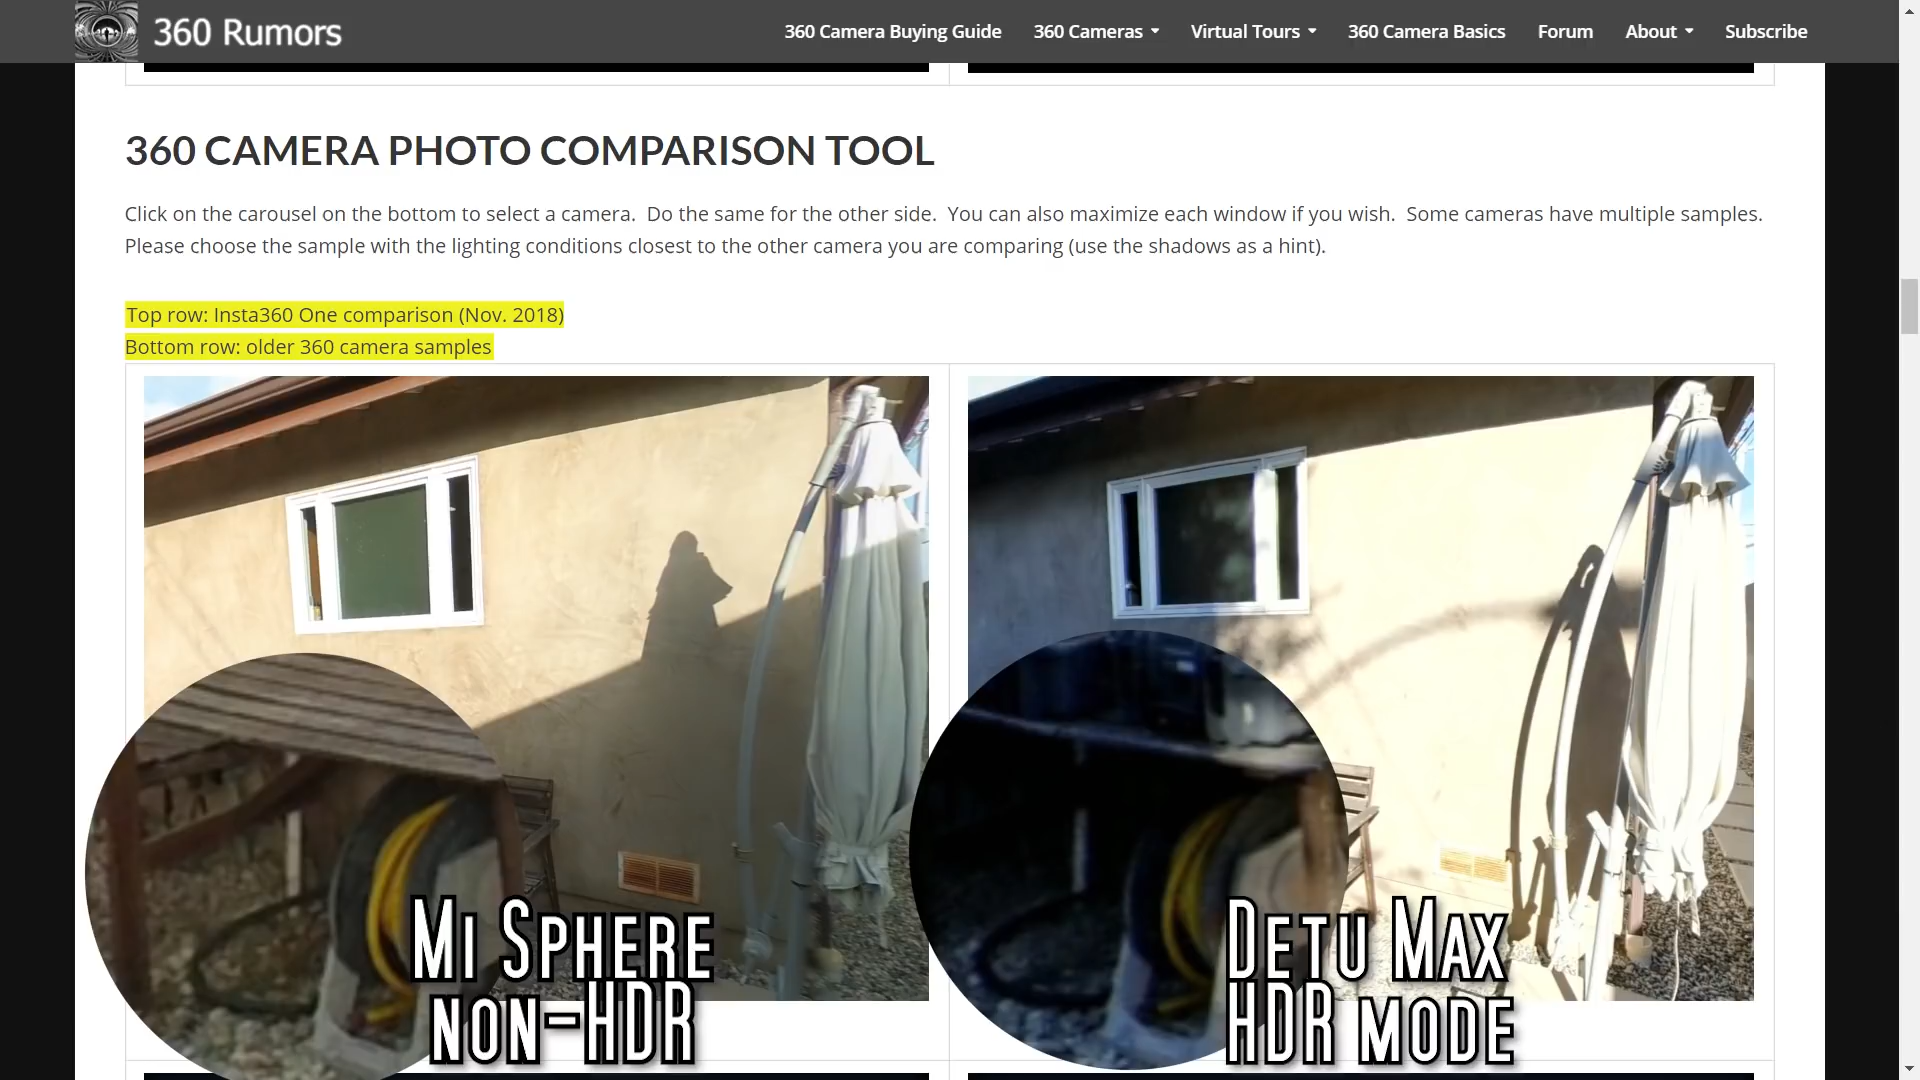 360 Rumors
360 Camera Buying Guide
360 Cameras
Virtual Tours
360 Camera Basics
Forum
About
Subscribe
360 CAMERA PHOTO COMPARISON TOOL
Click on the carousel on the bottom to select a camera.  Do the same for the other side.  You can also maximize each window if you wish.  Some cameras have multiple samples.
Please choose the sample with the lighting conditions closest to the other camera you are comparing (use the shadows as a hint).
Top row: Insta360 One comparison (Nov. 2018)
Bottom row: older 360 camera samples
Mi Sphere
non-HDR
Detu Max
HDR mode